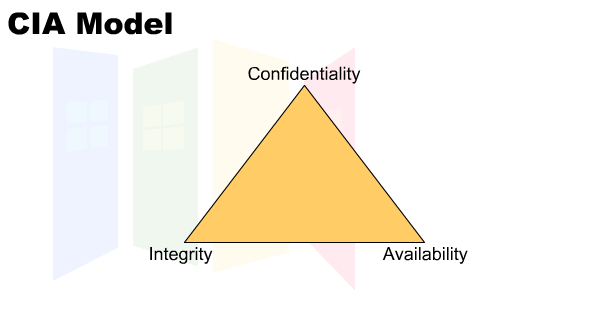 CIA Model
Confidentiality
Integrity
Availability